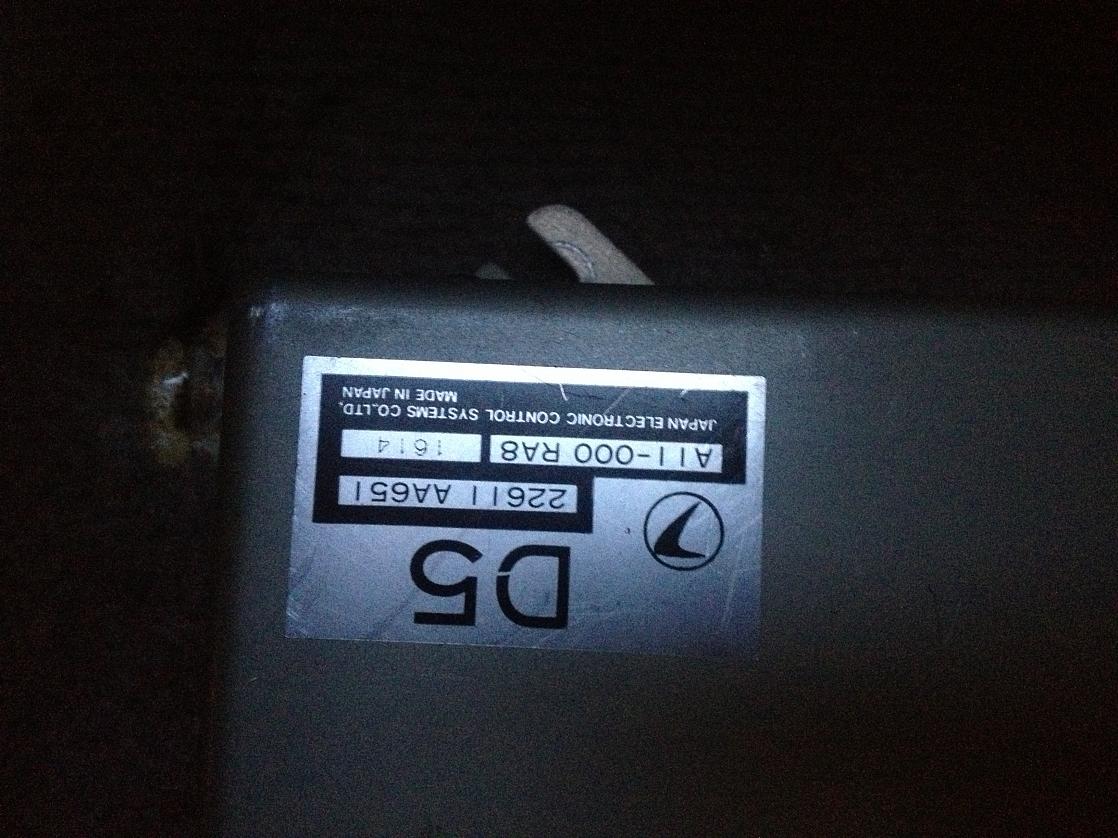 D5
22611 AA651
A11-000 RA8 1614
JAPAN ELECTRONIC CONTROL SYSTEMS CO.,LTD.
MADE IN JAPAN